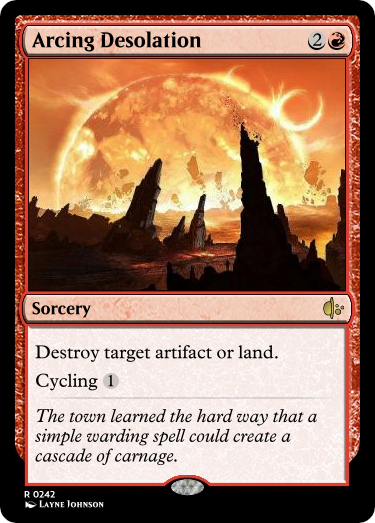 Arcing Desolation 2
Sorcery
Destroy target artifact or land.
Cycling 1
The town learned the hard way that a
simple warding spell could create a
cascade of carnage.
R 0242
Layne Johnson